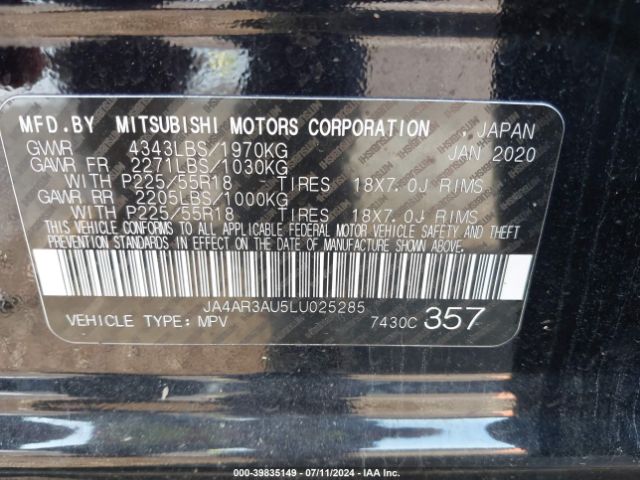 MFD.BY MITSUBISHI MOTORS CORPORATION , JAPAN
GVWR 4343LBS/1970KG JAN 2020
GAWR FR 2271LBS/1030KG
WITH P225/55R18 TIRES 18X7.0J RIMS
GAWR RR 2205LBS/1000KG
WITH P225/55R18 TIRES 18X7.0J RIMS
THIS VEHICLE CONFORMS TO ALL APPLICABLE FEDERAL MOTOR VEHICLE SAFETY AND THEFT
PREVENTION STANDARDS IN EFFECT ON THE DATE OF MANUFACTURE SHOWN ABOVE.
JA4AR3AU5LU025285
VEHICLE TYPE: MPV 7430C 357
000-39835149 - 07/11/2024 - IAA Inc.